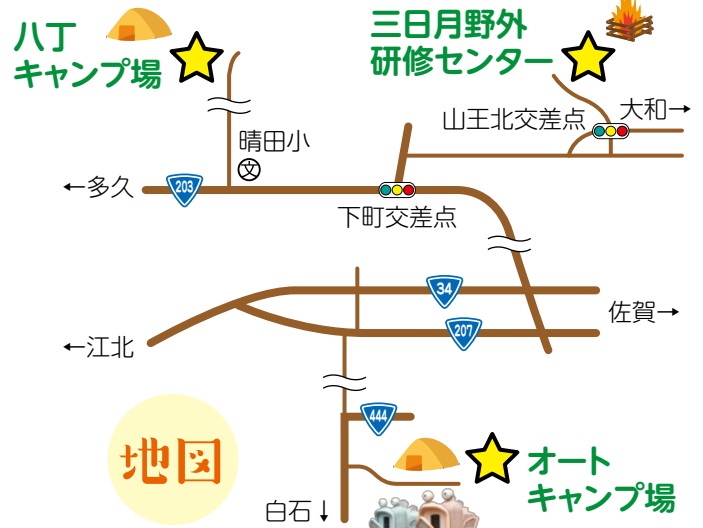 八丁
キャンプ場
三日月野外
研修センター
山王北交差点
大和→
晴田小
文
←多久
203
下町交差点
34
佐賀→
207
←江北
444
地図
オート
キャンプ場
白石↓